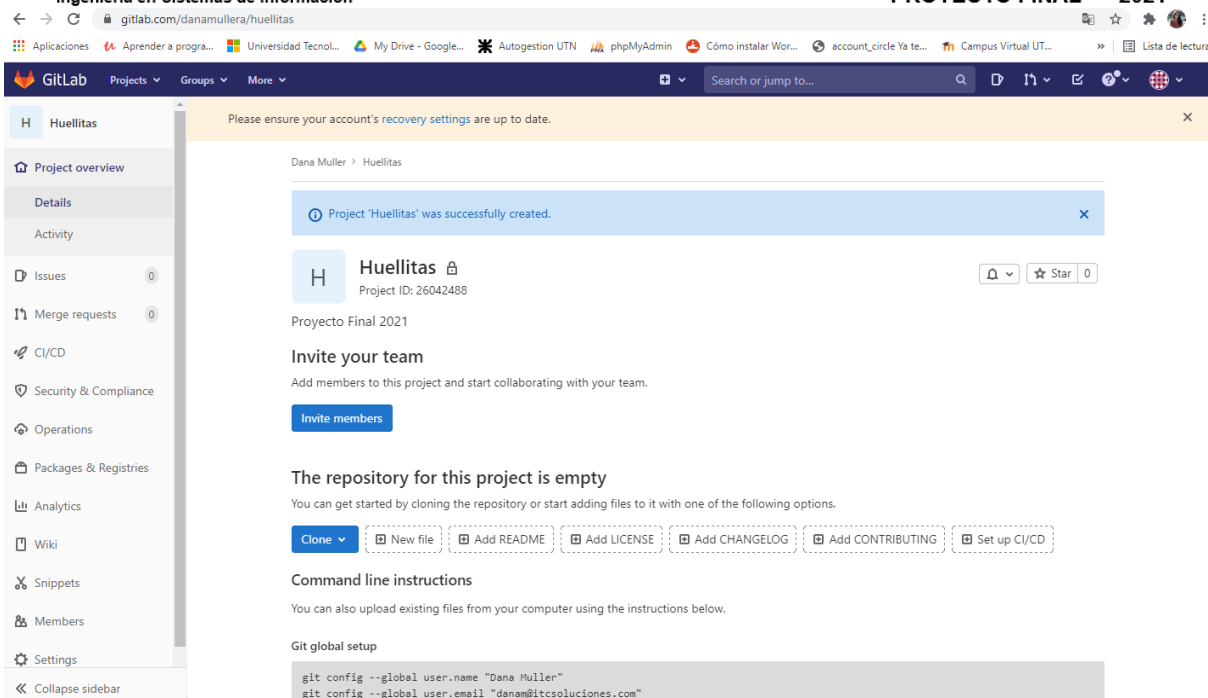 Ingeniería en Sistemas de Información PROYECTO FINAL 2021
gitlab.com/danamullera/huellitas
Aplicaciones Aprender a progra... Universidad Tecnol... My Drive - Google... Autogestion UTN phpMyAdmin Cómo instalar Wor... account_circle Ya te... Campus Virtual UT... » Lista de lectura
GitLab Projects Groups More Search or jump to...
H Huellitas
Please ensure your account's recovery settings are up to date.
Project overview
Details
Activity
Issues 0
Merge requests 0
CI/CD
Security & Compliance
Operations
Packages & Registries
Analytics
Wiki
Snippets
Members
Settings
Collapse sidebar
Dana Muller > Huellitas
Project 'Huellitas' was successfully created.
H
Huellitas
Project ID: 26042488
Star 0
Proyecto Final 2021
Invite your team
Add members to this project and start collaborating with your team.
Invite members
The repository for this project is empty
You can get started by cloning the repository or start adding files to it with one of the following options.
Clone New file Add README Add LICENSE Add CHANGELOG Add CONTRIBUTING Set up CI/CD
Command line instructions
You can also upload existing files from your computer using the instructions below.
Git global setup
git config --global user.name "Dana Muller"
git config --global user.email "danam@itcsoluciones.com"